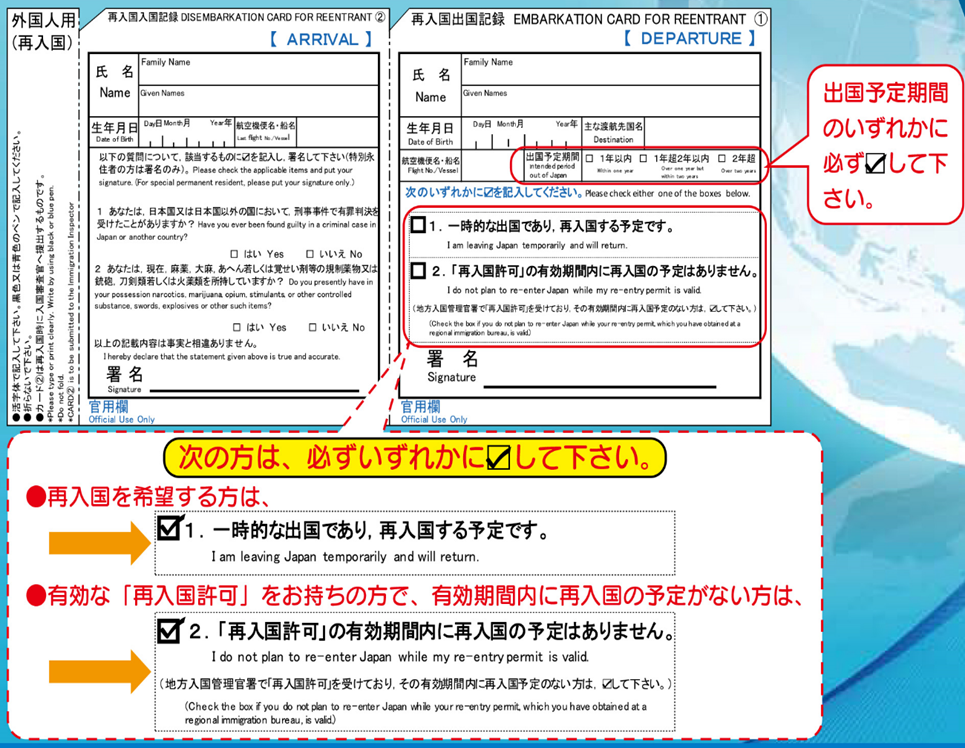 外国人用
(再入国)
●活字体で記入して下さい。黒色又は青色のペンで記入してください。
●折らないで下さい。
●カード(2)は再入国時に入国審査官へ提出するものです。
*Please type or print clearly. Write by using black or blue pen.
*Do not fold.
*CARD② is to be submitted to the Immigration Inspector
再入国入国記録 DISEMBARKATION CARD FOR REENTRANT ②
【 ARRIVAL 】
氏 名
Name
Family Name
Given Names
生年月日
Date of Birth
Day日 Month月 Year年
航空機便名・船名
Last flight No./Vessel
以下の質問について、該当するものに☑を記入し、署名して下さい(特別永
住者の方は署名のみ)。Please check the applicable items and put your
signature. (For special permanent resident, please put your signature only.)
1 あなたは、日本国又は日本国以外の国において、刑事事件で有罪判決を
受けたことがありますか? Have you ever been found guilty in a criminal case in
Japan or another country?
□ はい Yes □ いいえ No
2 あなたは、現在、麻薬、大麻、あへん若しくは覚せい剤等の規制薬物又は
銃砲、刀剣類若しくは火薬類を所持していますか? Do you presently have in
your possession narcotics, marijuana, opium, stimulants, or other controlled
substance, swords, explosives or other such items?
□ はい Yes □ いいえ No
以上の記載内容は事実と相違ありません。
I hereby declare that the statement given above is true and accurate.
署 名
Signature
官用欄
Official Use Only
再入国出国記録 EMBARKATION CARD FOR REENTRANT ①
【 DEPARTURE 】
氏 名
Name
Family Name
Given Names
生年月日
Date of Birth
Day日 Month月 Year年
主な渡航先国名
Destination
航空機便名・船名
Flight No./Vessel
出国予定期間
Intended period
out of Japan
□ 1年以内 □ 1年超2年以内 □ 2年超
Within one year Over one year but within two years Over two years
次のいずれかに☑を記入してください。Please check either one of the boxes below.
□ 1. 一時的な出国であり、再入国する予定です。
I am leaving Japan temporarily and will return.
□ 2.「再入国許可」の有効期間内に再入国の予定はありません。
I do not plan to re-enter Japan while my re-entry permit is valid.
(地方入国管理官署で「再入国許可」を受けており、その有効期間内に再入国予定のない方は、☑して下さい。)
(Check the box if you do not plan to re-enter Japan while your re-entry permit, which you have obtained at a
regional immigration bureau, is valid.)
署 名
Signature
官用欄
Official Use Only
出国予定期間
のいずれかに
必ず☑して下
さい。
次の方は、必ずいずれかに☑して下さい。
●再入国を希望する方は、
☑1. 一時的な出国であり、再入国する予定です。
I am leaving Japan temporarily and will return.
●有効な「再入国許可」をお持ちの方で、有効期間内に再入国の予定がない方は、
☑2.「再入国許可」の有効期間内に再入国の予定はありません。
I do not plan to re-enter Japan while my re-entry permit is valid.
(地方入国管理官署で「再入国許可」を受けており、その有効期間内に再入国予定のない方は、☑して下さい。)
(Check the box if you do not plan to re-enter Japan while your re-entry permit, which you have obtained at a
regional immigration bureau, is valid.)